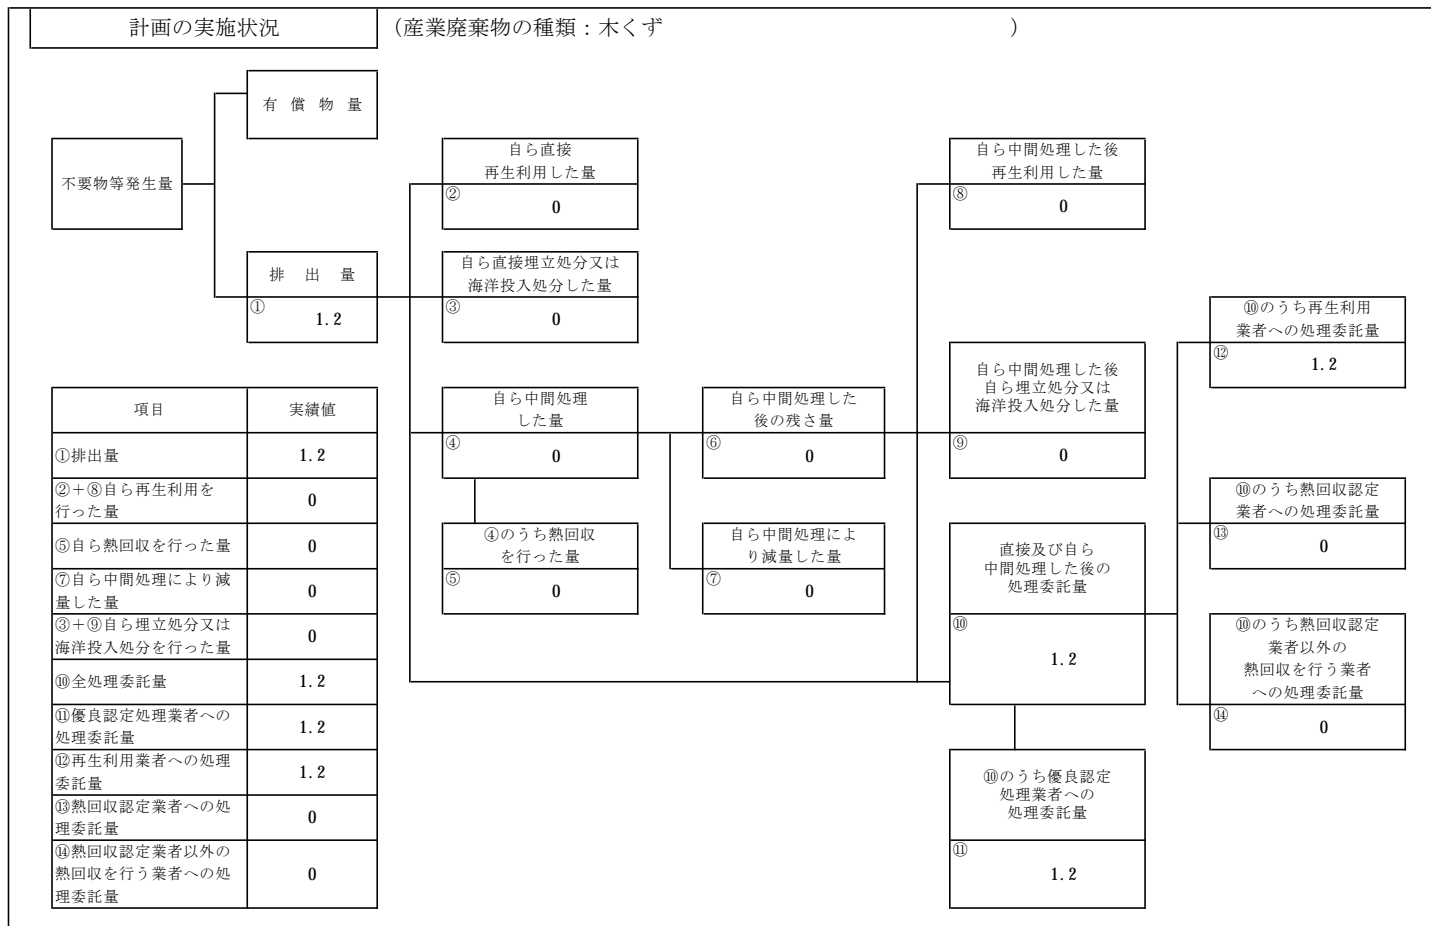 計画の実施状況
（産業廃棄物の種類：木くず　　　　　　　　　　　　　　　　　　）
有　償　物　量
不要物等発生量
排　出　量
①
1.2
自ら直接
再生利用した量
②
0
自ら直接埋立処分又は
海洋投入処分した量
③
0
自ら中間処理
した量
④
0
④のうち熱回収
を行った量
⑤
0
自ら中間処理した
後の残さ量
⑥
0
自ら中間処理によ
り減量した量
⑦
0
自ら中間処理した後
再生利用した量
⑧
0
自ら中間処理した後
自ら埋立処分又は
海洋投入処分した量
⑨
0
直接及び自ら
中間処理した後の
処理委託量
⑩
1.2
⑩のうち優良認定
処理業者への
処理委託量
⑪
1.2
⑩のうち再生利用
業者への処理委託量
⑫
1.2
⑩のうち熱回収認定
業者への処理委託量
⑬
0
⑩のうち熱回収認定
業者以外の
熱回収を行う業者
への処理委託量
⑭
0
項目　実績値
①排出量　1.2
②＋⑧自ら再生利用を
行った量　0
⑤自ら熱回収を行った量　0
⑦自ら中間処理により減
量した量　0
③＋⑨自ら埋立処分又は
海洋投入処分を行った量　0
⑩全処理委託量　1.2
⑪優良認定処理業者への
処理委託量　1.2
⑫再生利用業者への処理
委託量　1.2
⑬熱回収認定業者への処
理委託量　0
⑭熱回収認定業者以外の
熱回収を行う業者への処
理委託量　0